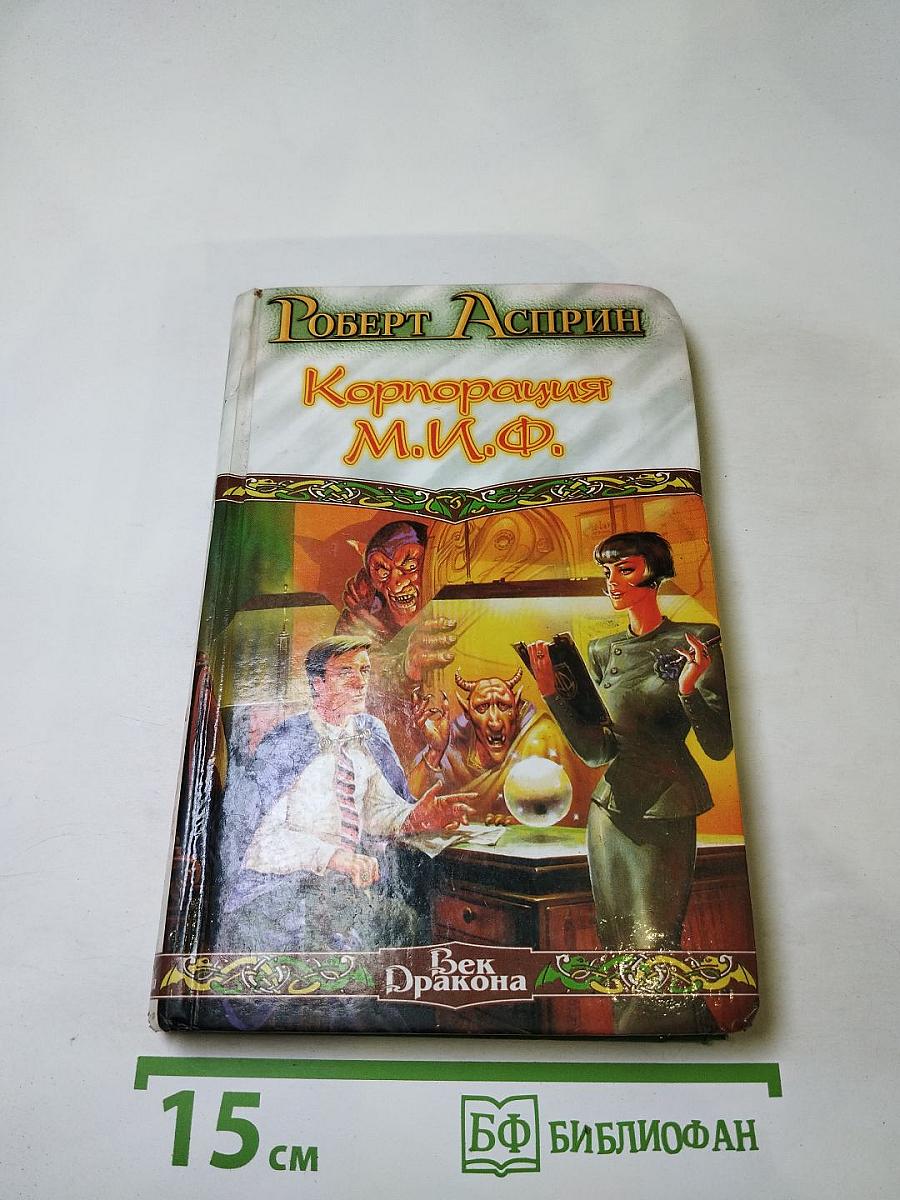 Роберт Асприн
Корпорация
М.И.Ф.
Век
Дракона
15 см
БФ БИБЛИОФАН